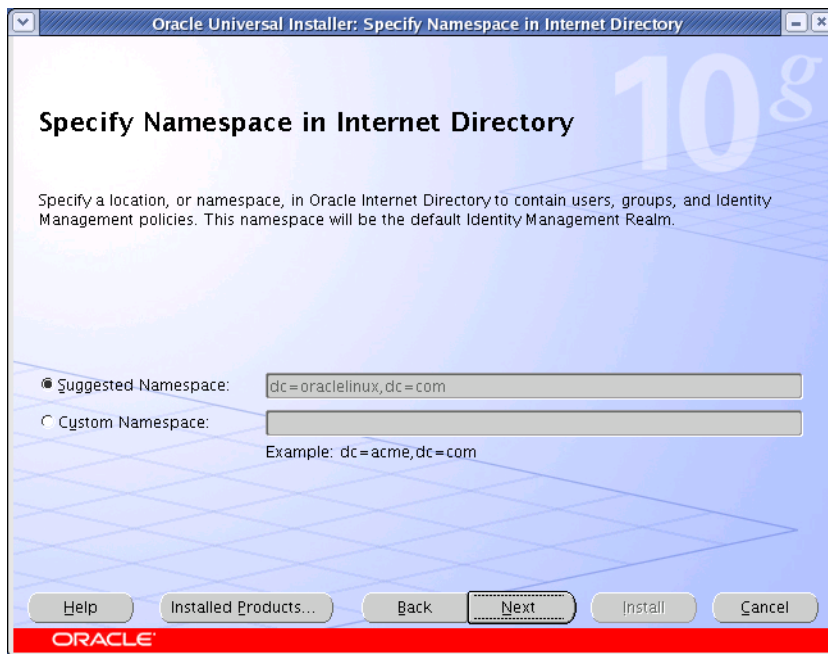 Oracle Universal Installer: Specify Namespace in Internet Directory
10g
Specify Namespace in Internet Directory
Specify a location, or namespace, in Oracle Internet Directory to contain users, groups, and Identity
Management policies. This namespace will be the default Identity Management Realm.
Suggested Namespace: dc=oraclelinux,dc=com
Custom Namespace:
Example: dc=acme,dc=com
Help Installed Products... Back Next Install Cancel
ORACLE